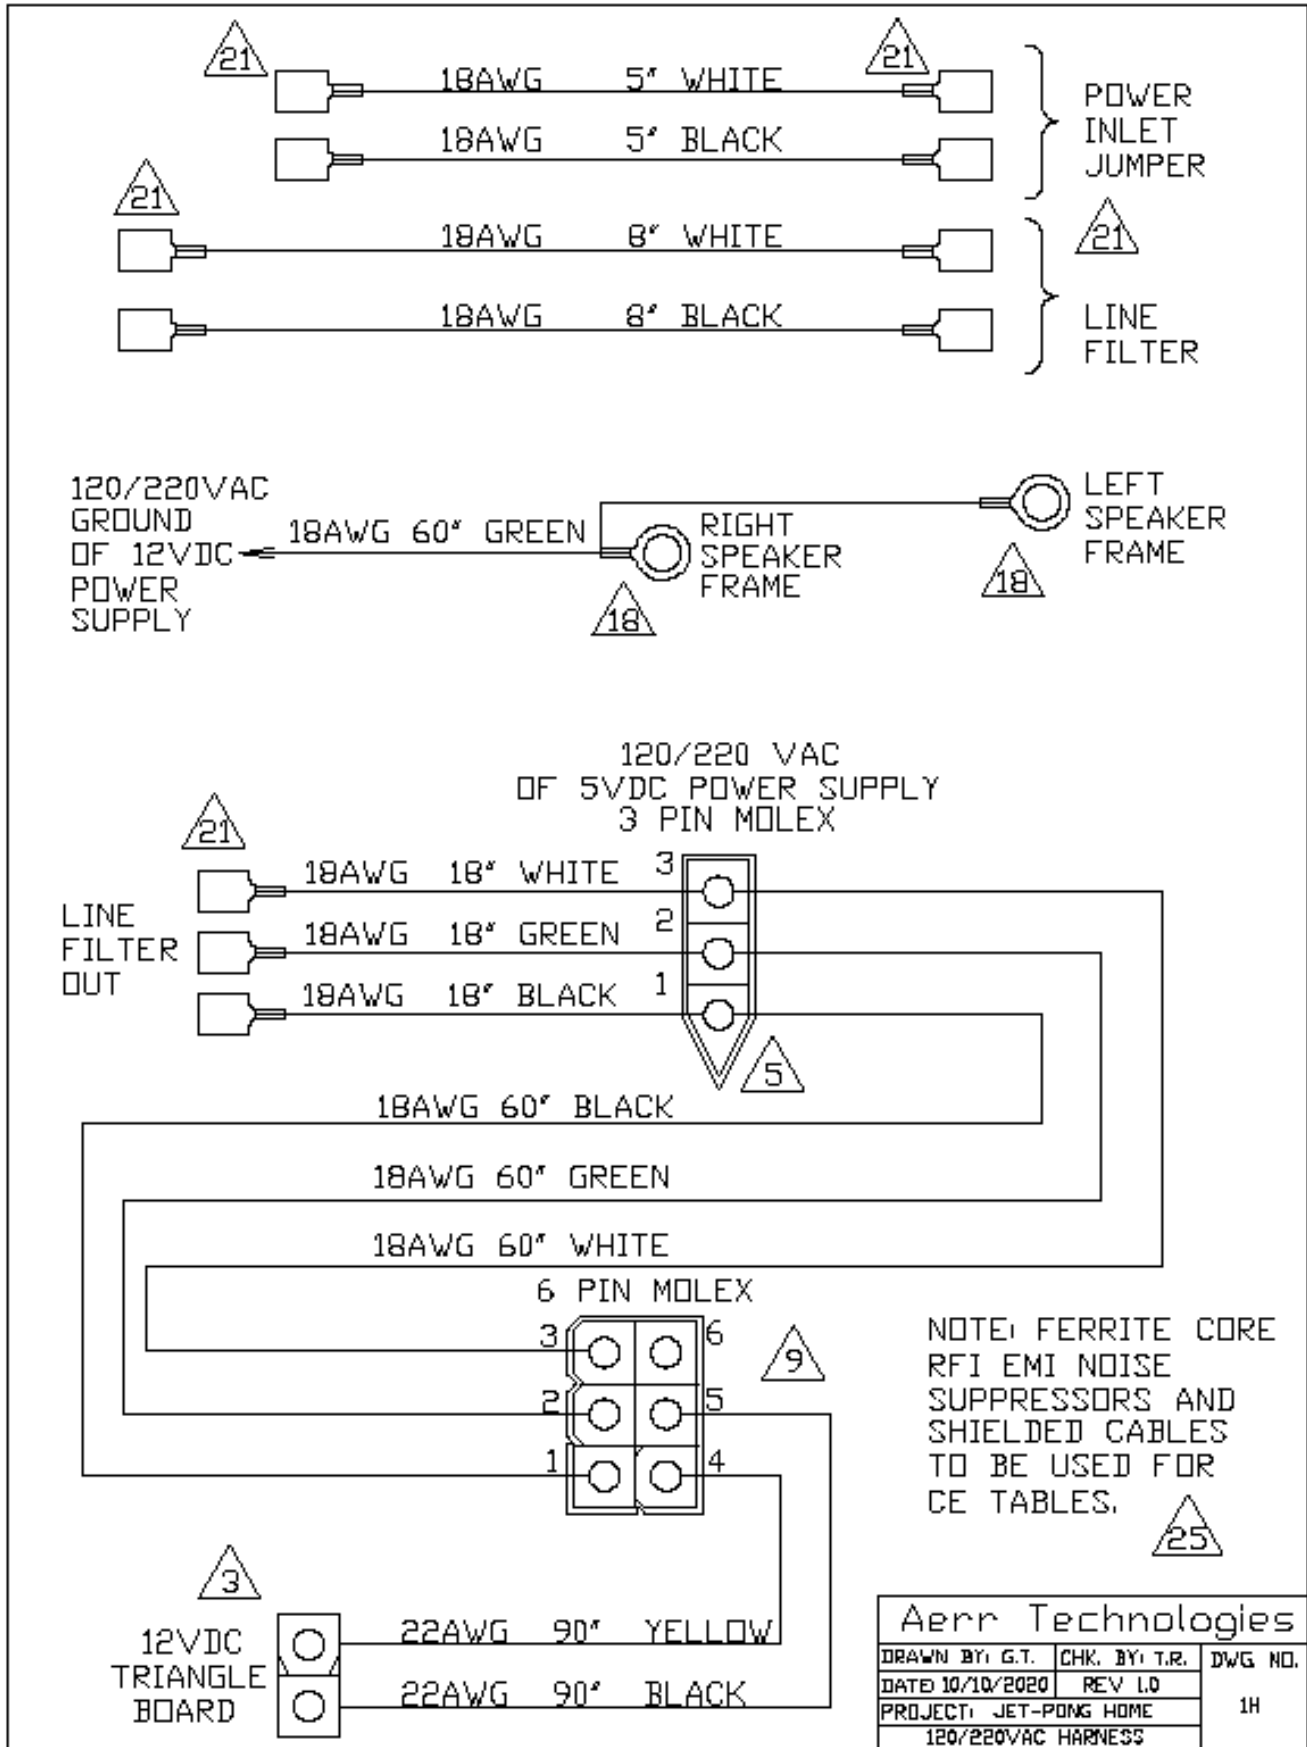 21
21
18AWG 5" WHITE
18AWG 5" BLACK
POWER
INLET
JUMPER
21
21
18AWG 8" WHITE
18AWG 8" BLACK
LINE
FILTER
120/220VAC
GROUND
OF 12VDC
POWER
SUPPLY
18AWG 60" GREEN
RIGHT
SPEAKER
FRAME
18
LEFT
SPEAKER
FRAME
18
120/220 VAC
OF 5VDC POWER SUPPLY
3 PIN MOLEX
21
LINE
FILTER
OUT
18AWG 18" WHITE 3
18AWG 18" GREEN 2
18AWG 18" BLACK 1
5
18AWG 60" BLACK
18AWG 60" GREEN
18AWG 60" WHITE
6 PIN MOLEX
3 6
2 5
1 4
9
NOTE: FERRITE CORE
RFI EMI NOISE
SUPPRESSORS AND
SHIELDED CABLES
TO BE USED FOR
CE TABLES.
25
3
12VDC
TRIANGLE
BOARD
22AWG 90" YELLOW
22AWG 90" BLACK
Aerr Technologies
DRAWN BY: G.T. CHK. BY: T.R. DWG NO.
DATE: 10/10/2020 REV 1.0
PROJECT: JET-PONG HOME 1H
120/220VAC HARNESS